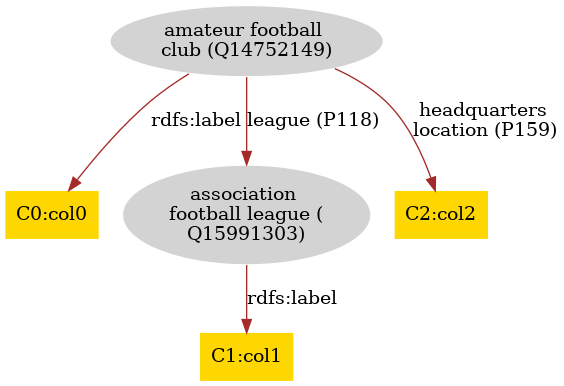 amateur football
club (Q14752149)
rdfs:label
league (P118)
headquarters
location (P159)
C0:col0
association
football league (
Q15991303)
C2:col2
rdfs:label
C1:col1